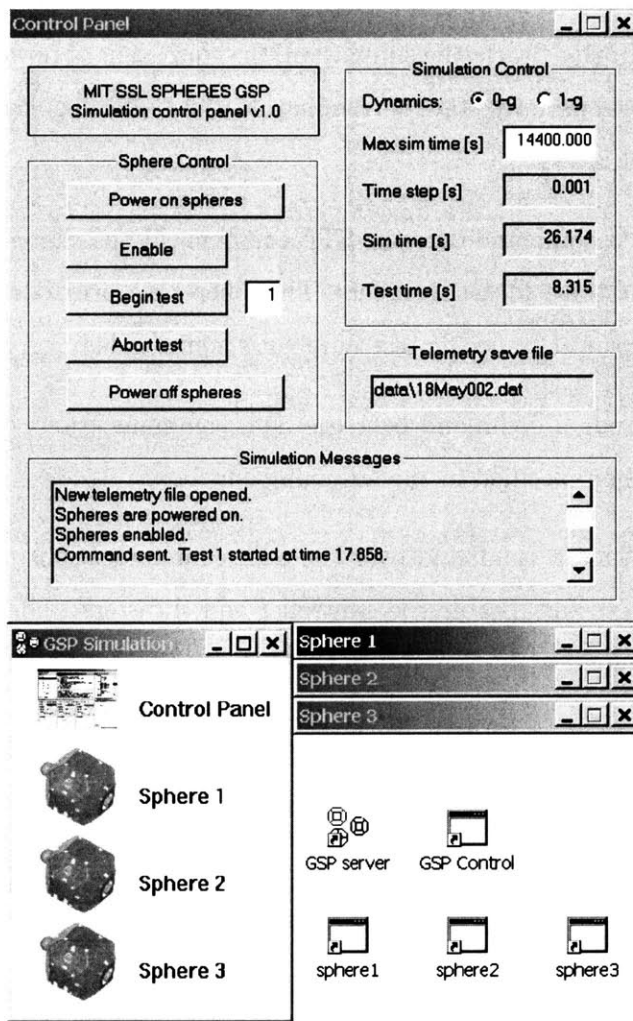 Control Panel
MIT SSL SPHERES GSP
Simulation control panel v1.0
Sphere Control
Power on spheres
Enable
Begin test 1
Abort test
Power off spheres
Simulation Control
Dynamics: 0-g 1-g
Max sim time [s] 14400.000
Time step [s] 0.001
Sim time [s] 26.174
Test time [s] 8.315
Telemetry save file
data\18May002.dat
Simulation Messages
New telemetry file opened.
Spheres are powered on.
Spheres enabled.
Command sent. Test 1 started at time 17.858.
GSP Simulation
Control Panel
Sphere 1
Sphere 2
Sphere 3
Sphere 1
Sphere 2
Sphere 3
GSP server
GSP Control
sphere1
sphere2
sphere3